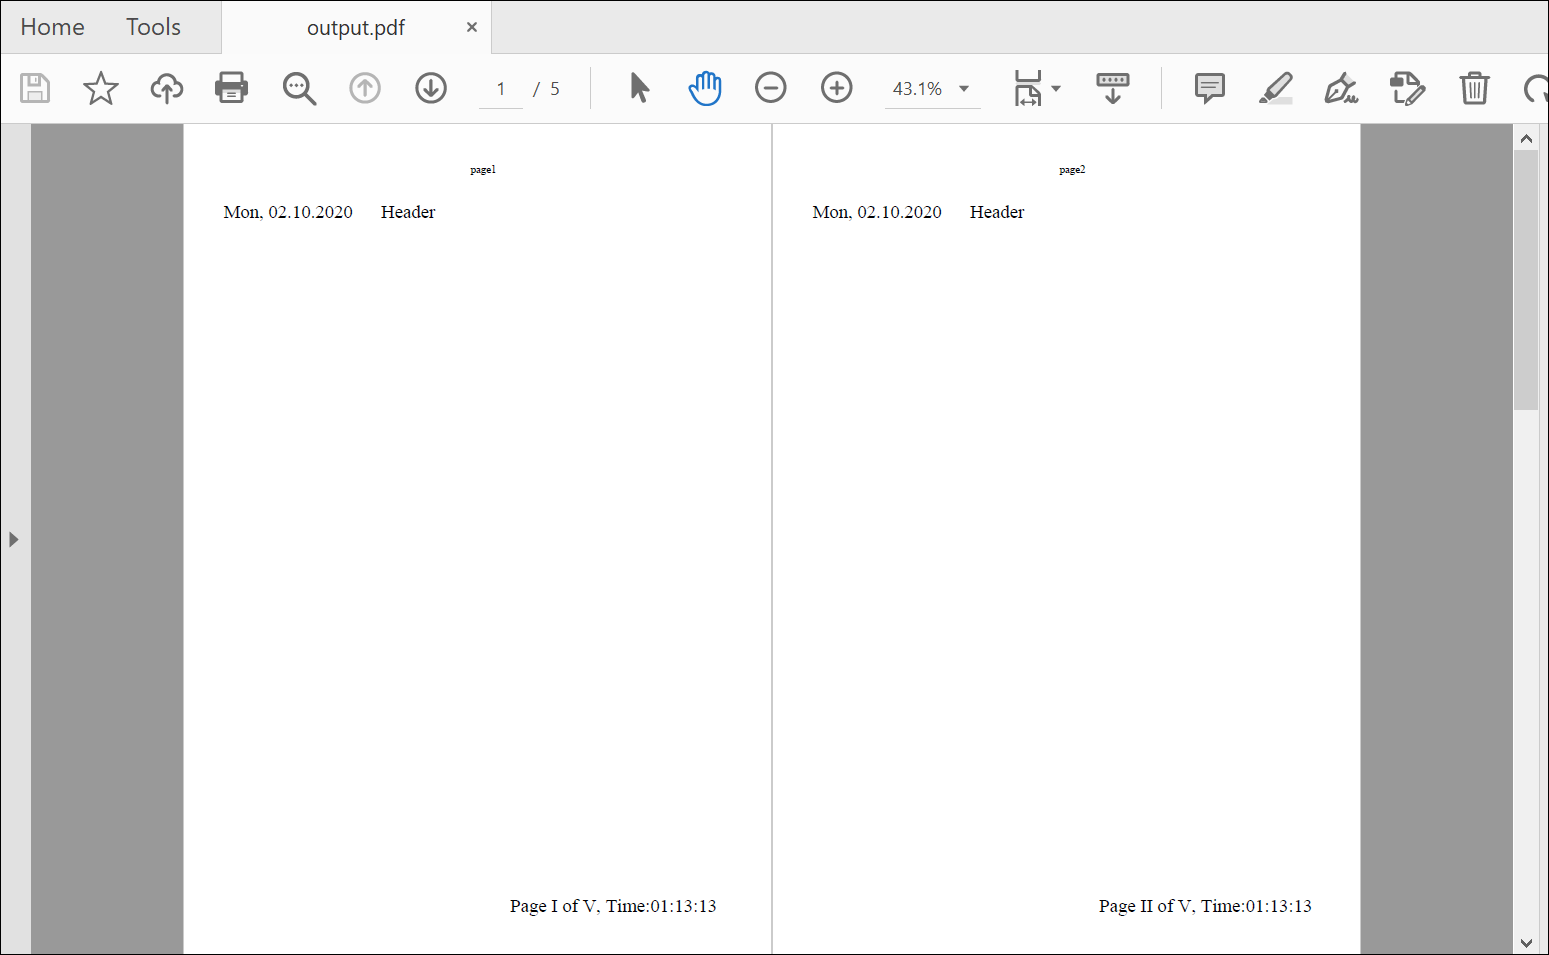 Home Tools output.pdf ×
1 / 5 43.1%
page1
Mon, 02.10.2020 Header
Page I of V, Time:01:13:13
page2
Mon, 02.10.2020 Header
Page II of V, Time:01:13:13